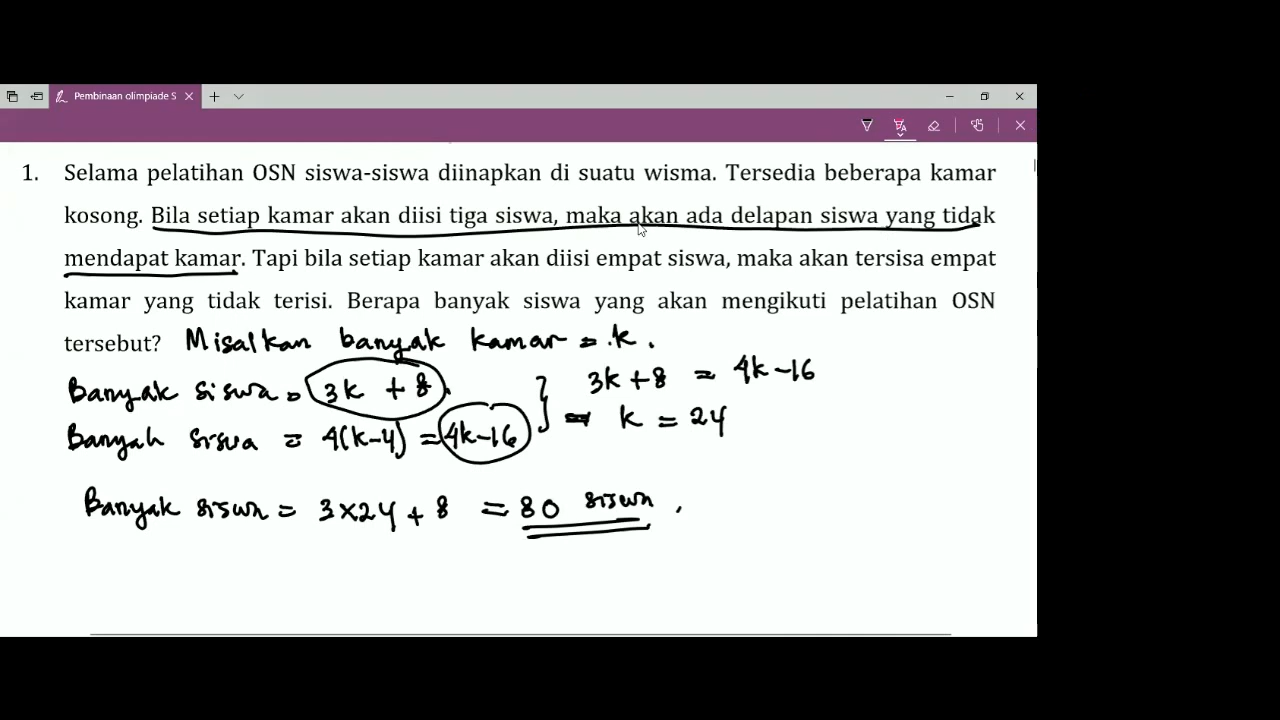 Pembinaan olimpiade S
1. Selama pelatihan OSN siswa-siswa diinapkan di suatu wisma. Tersedia beberapa kamar
kosong. Bila setiap kamar akan diisi tiga siswa, maka akan ada delapan siswa yang tidak
mendapat kamar. Tapi bila setiap kamar akan diisi empat siswa, maka akan tersisa empat
kamar yang tidak terisi. Berapa banyak siswa yang akan mengikuti pelatihan OSN
tersebut? Misalkan banyak kamar = k.
Banyak siswa = 3k + 8. 3k + 8 = 4k - 16
Banyak siswa = 4(k-4) = 4k-16 k = 24
Banyak siswa = 3x24 + 8 = 80 siswa.